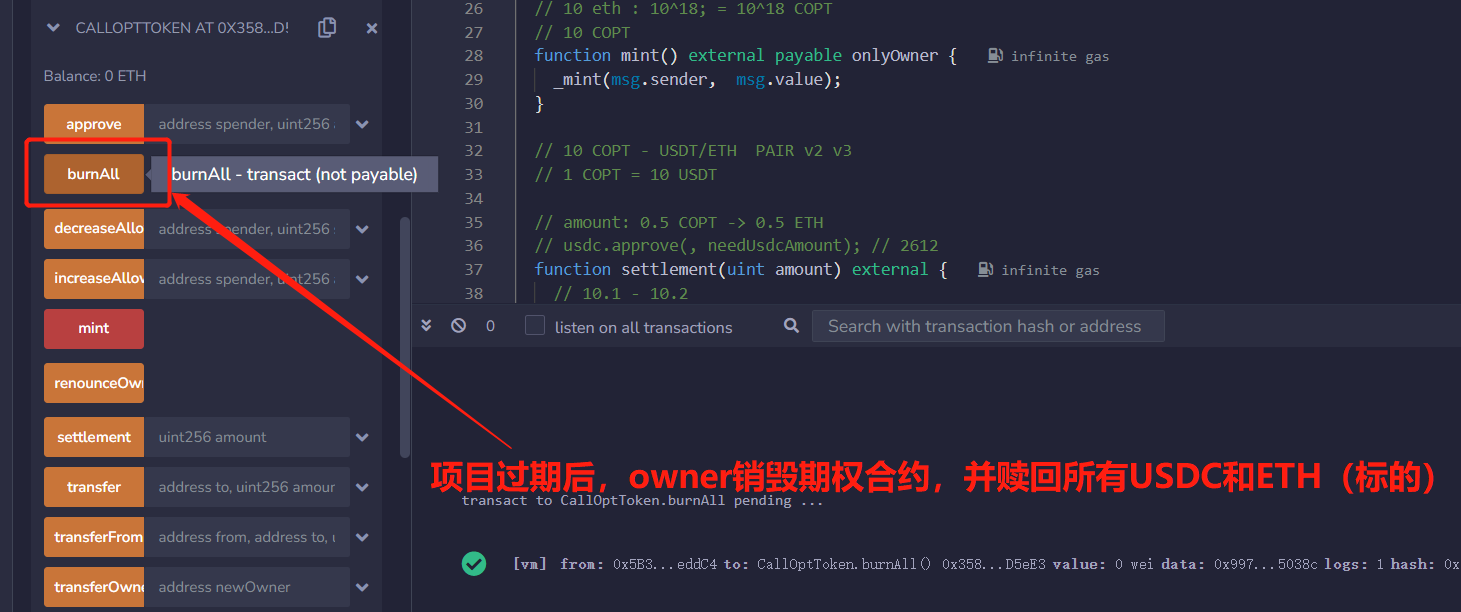 CALLOPTTOKEN AT 0X358...D!
Balance: 0 ETH
approve address spender, uint256
burnAll
burnAll - transact (not payable)
decreaseAllo address spender, uint256
increaseAllow address spender, uint256
mint
renounceOw
settlement uint256 amount
transfer address to, uint256 amour
transferFrom address from, address to,
transferOwne address newOwner
26 // 10 eth : 10^18; = 10^18 COPT
27 // 10 COPT
28 function mint() external payable onlyOwner { infinite gas
29 _mint(msg.sender, msg.value);
30 }
31
32 // 10 COPT - USDT/ETH PAIR v2 v3
33 // 1 COPT = 10 USDT
34
35 // amount: 0.5 COPT -> 0.5 ETH
36 // usdc.approve(, needUsdcAmount); // 2612
37 function settlement(uint amount) external { infinite gas
38 // 10.1 - 10.2
0 listen on all transactions Search with transaction hash or address
项目过期后，owner销毁期权合约，并赎回所有USDC和ETH（标的）
transact to CallOptToken.burnAll pending ...
[vm] from: 0x5B3...eddC4 to: CallOptToken.burnAll() 0x358...D5eE3 value: 0 wei data: 0x997...5038c logs: 1 hash: 0x